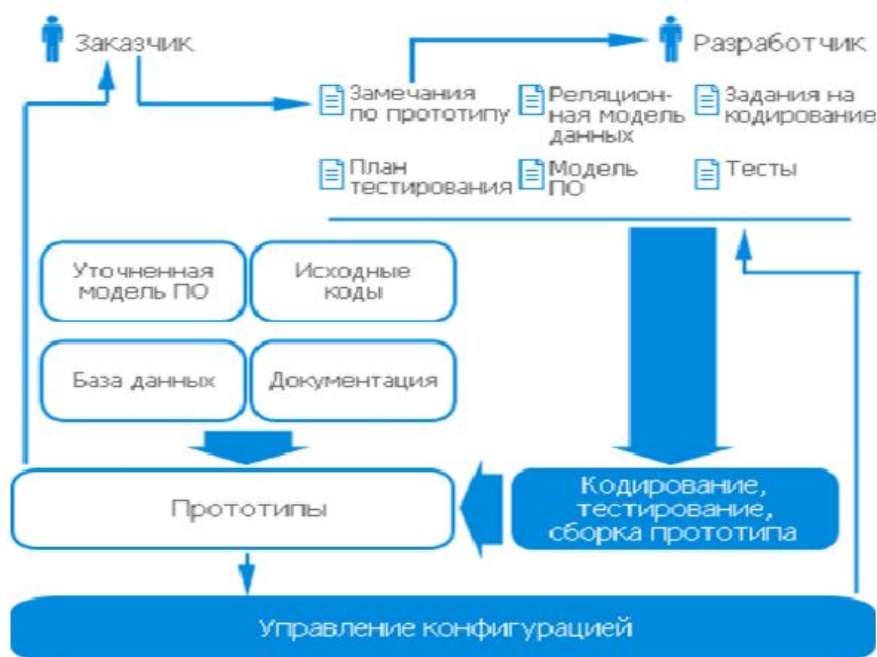 Заказчик
Разработчик
Замечания
по прототипу
Реляцион-
ная модель
данных
Задания на
кодирование
План
тестирования
Модель
ПО
Тесты
Уточненная
модель ПО
Исходные
коды
База данных
Документация
Прототипы
Кодирование,
тестирование,
сборка прототипа
Управление конфигурацией